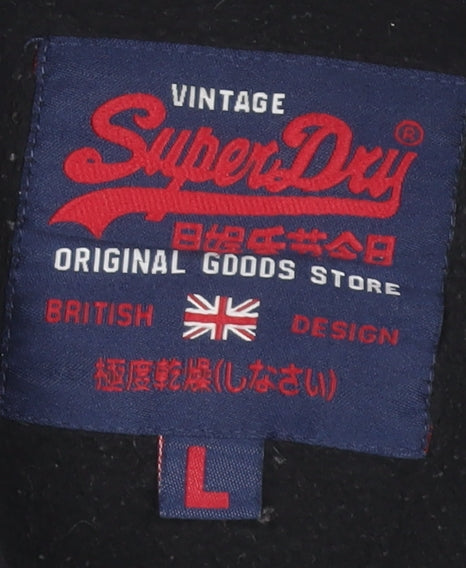 VINTAGE
SuperDry®
ORIGINAL GOODS STORE
BRITISH DESIGN
極度乾燥(しなさい)
L